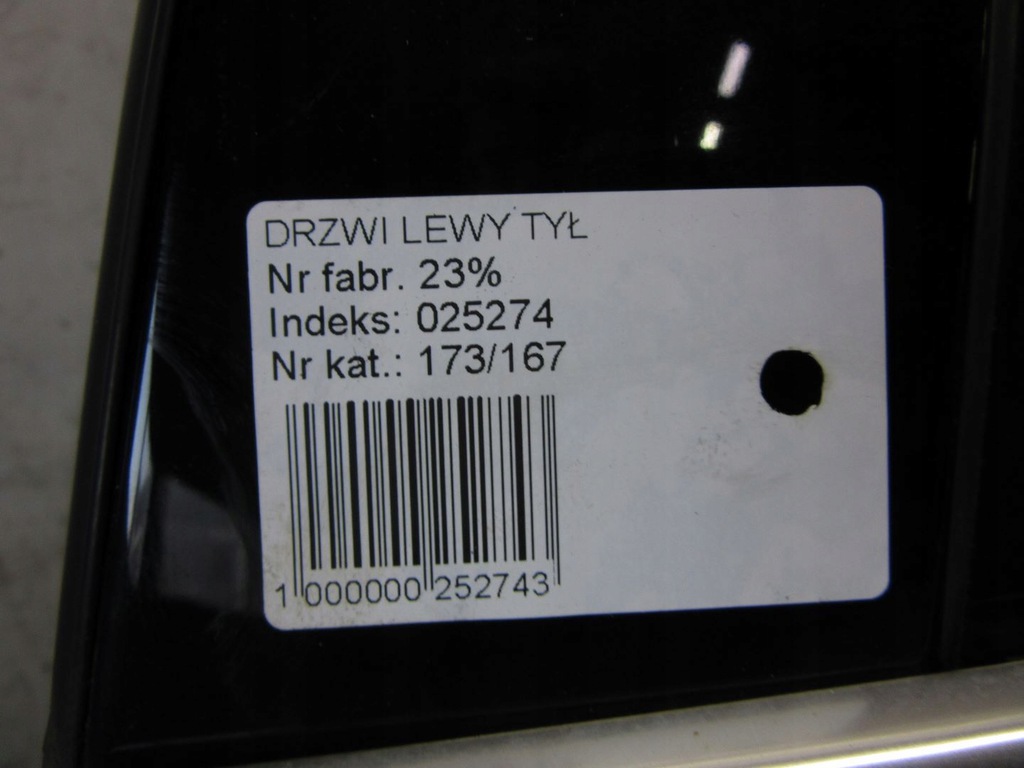 DRZWI LEWY TYŁ
Nr fabr. 23%
Indeks: 025274
Nr kat.: 173/167
1 000000 252743